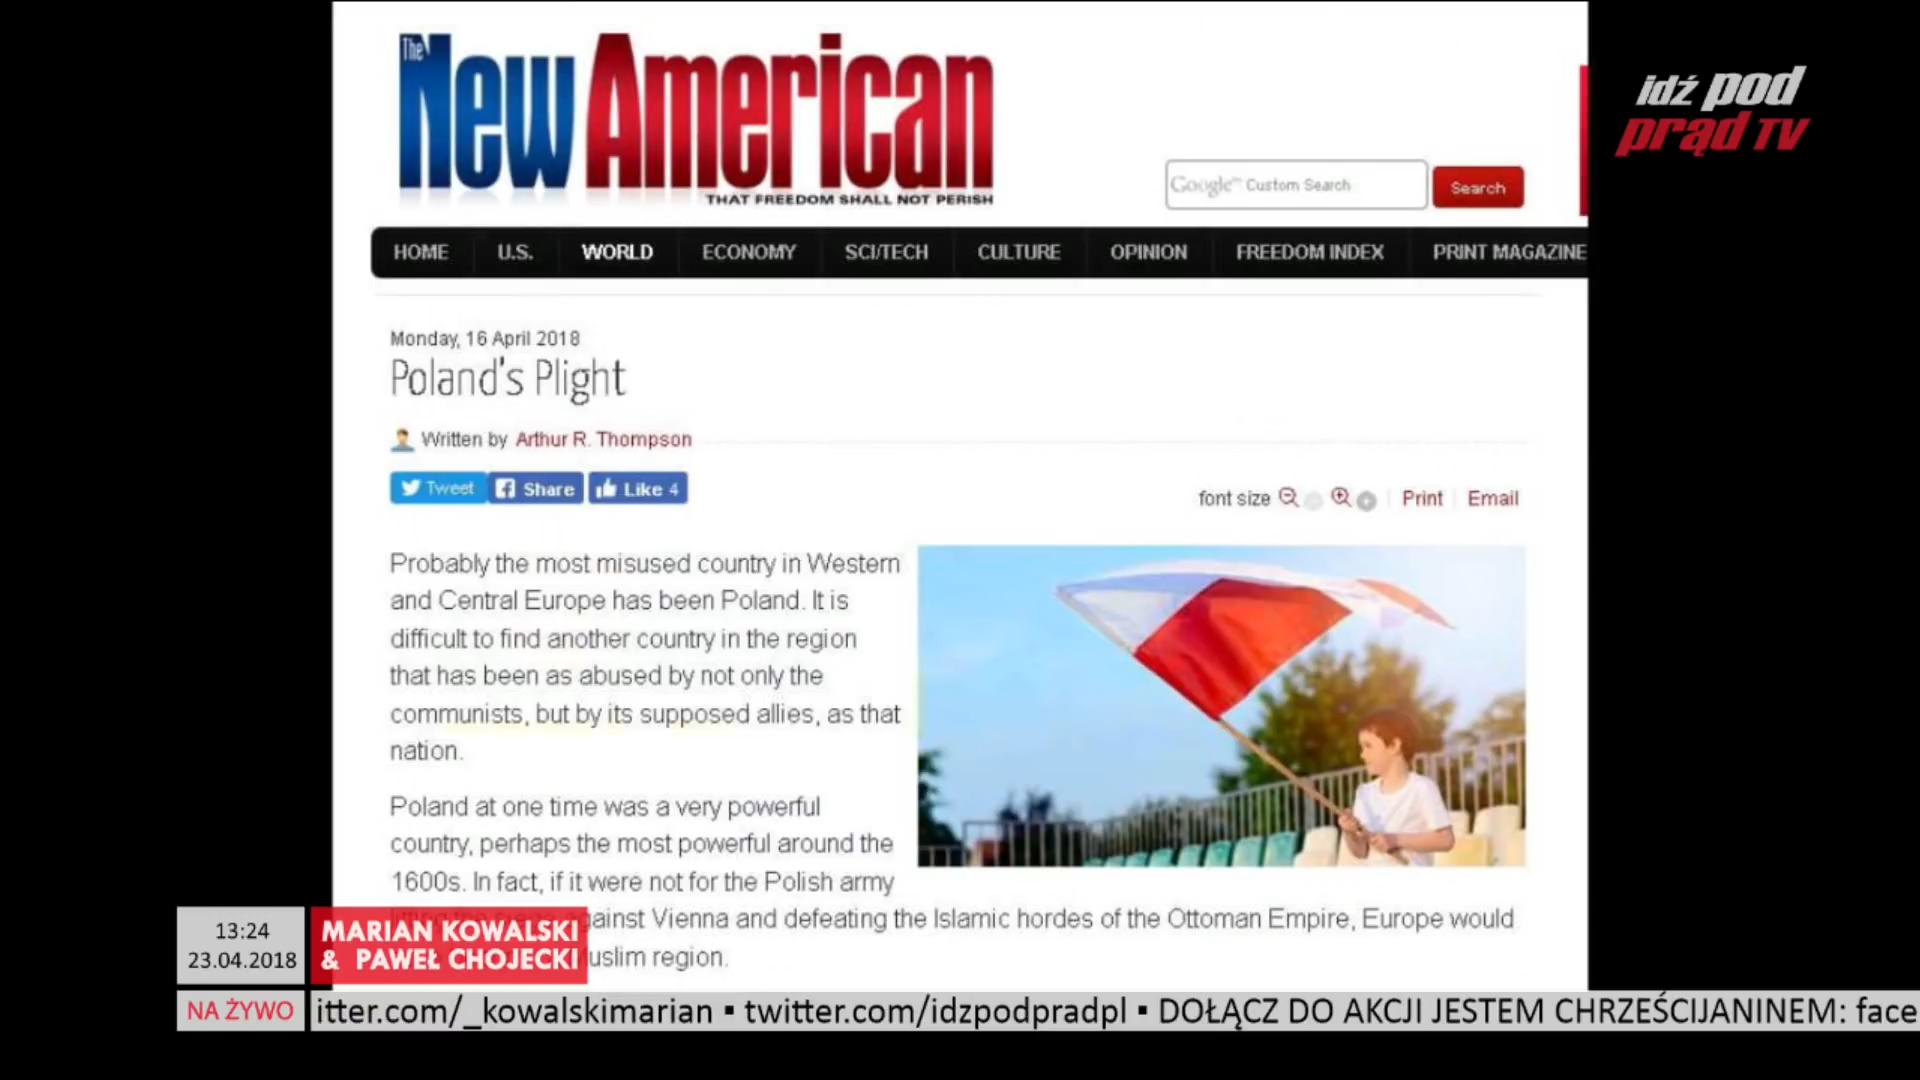 The New American
THAT FREEDOM SHALL NOT PERISH
idź pod
prąd TV
Google™ Custom Search
Search
HOME U.S. WORLD ECONOMY SCI/TECH CULTURE OPINION FREEDOM INDEX PRINT MAGAZINE
Monday, 16 April 2018
Poland's Plight
Written by Arthur R. Thompson
Tweet Share Like 4
font size Print Email
Probably the most misused country in Western
and Central Europe has been Poland. It is
difficult to find another country in the region
that has been as abused by not only the
communists, but by its supposed allies, as that
nation.
Poland at one time was a very powerful
country, perhaps the most powerful around the
1600s. In fact, if it were not for the Polish army
against Vienna and defeating the Islamic hordes of the Ottoman Empire, Europe would
uslim region.
13:24
23.04.2018
MARIAN KOWALSKI
& PAWEŁ CHOJECKI
NA ŻYWO
itter.com/_kowalskimarian ▪ twitter.com/idzpodpradpl ▪ DOŁĄCZ DO AKCJI JESTEM CHRZEŚCIJANINEM: face